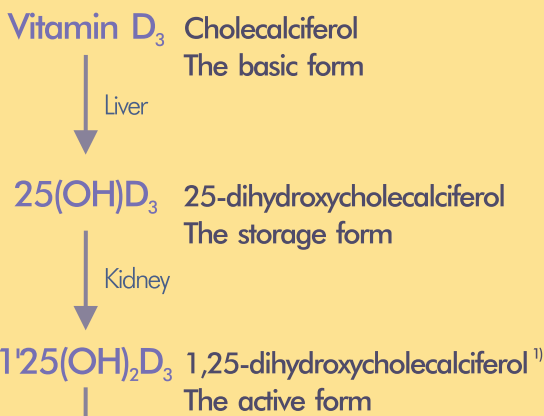 Vitamin D₃ Cholecalciferol
The basic form
Liver
25(OH)D₃ 25-dihydroxycholecalciferol
The storage form
Kidney
1'25(OH)₂D₃ 1,25-dihydroxycholecalciferol ¹⁾
The active form